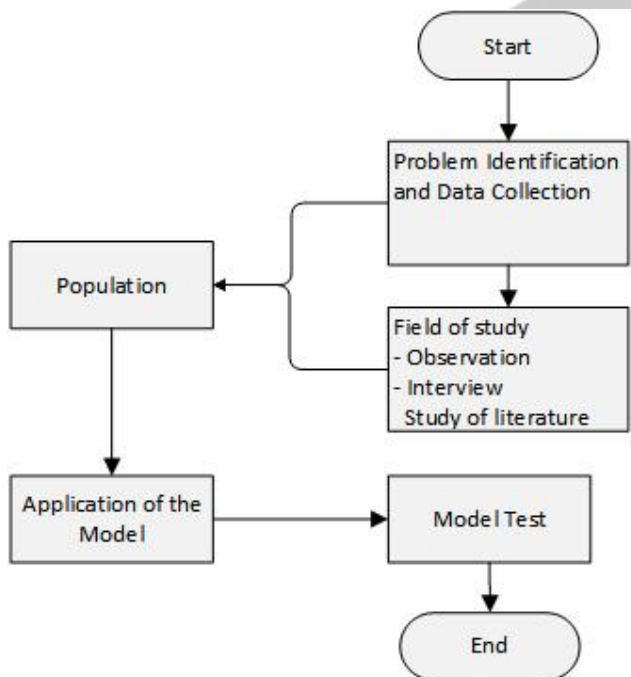 Start
Problem Identification
and Data Collection
Population
Field of study
- Observation
- Interview
Study of literature
Application of the
Model
Model Test
End